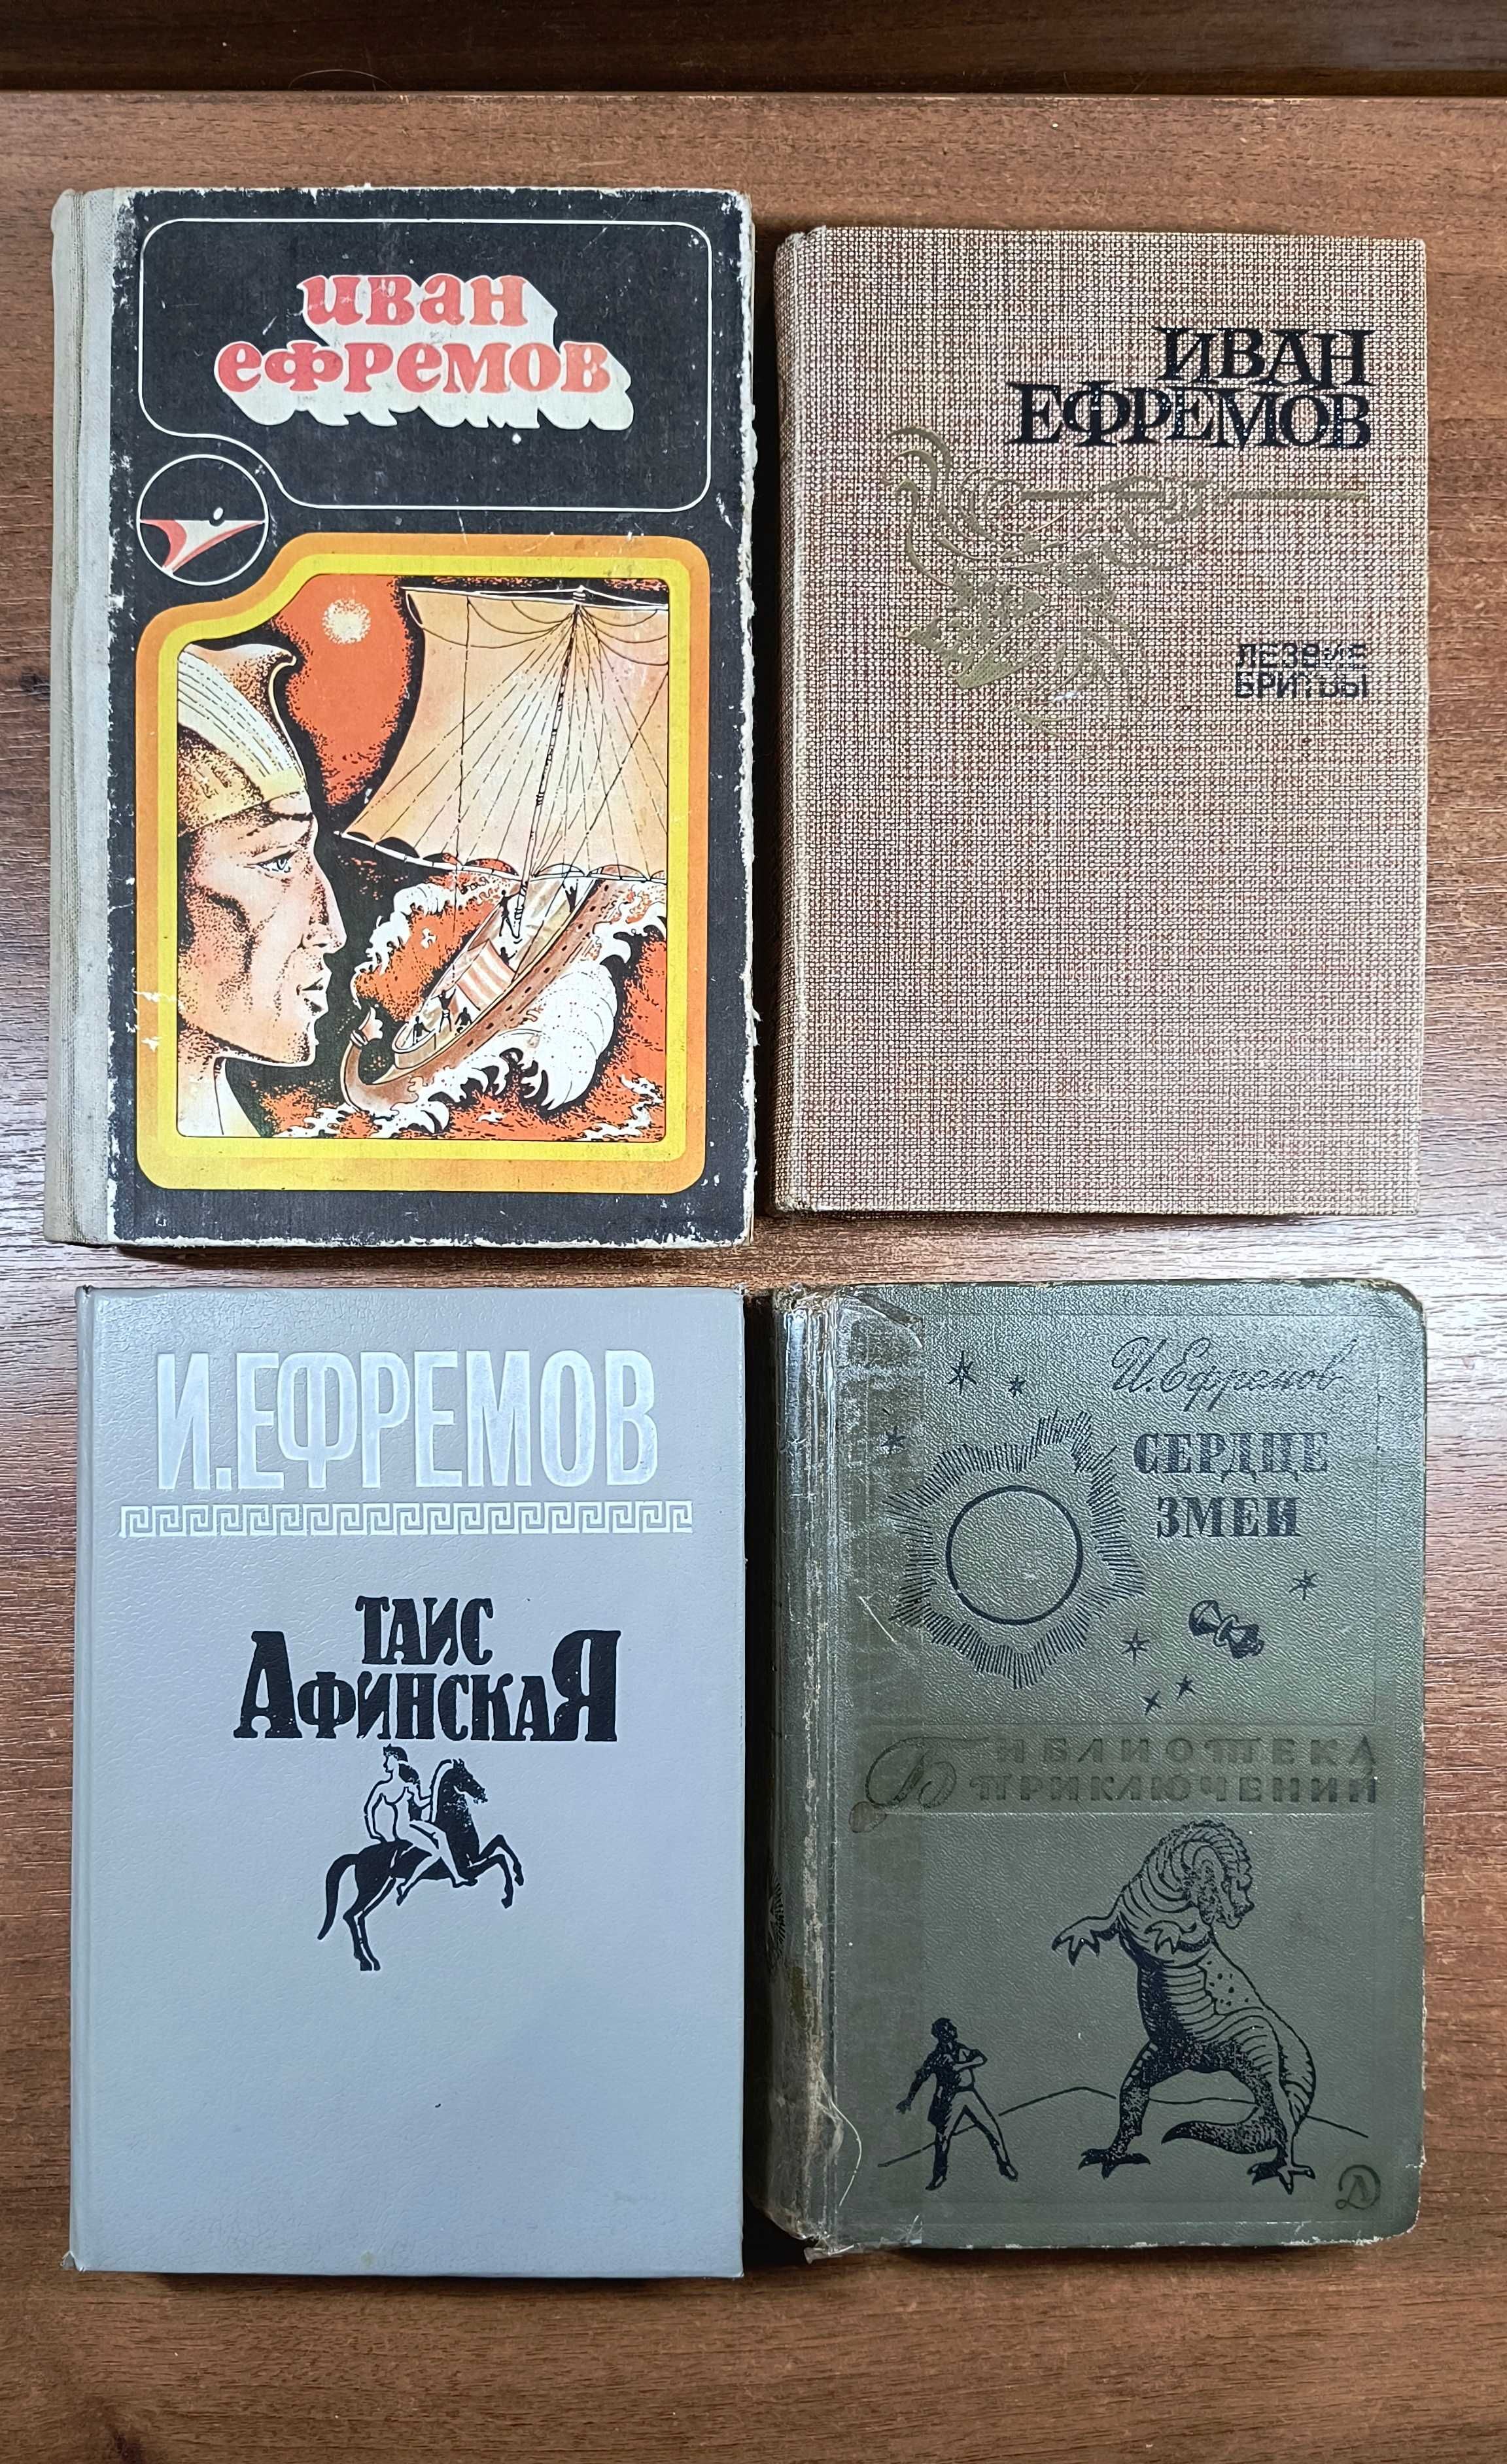 иван
ефремов
ИВАН
ЕФРЕМОВ
ЛЕЗВИЕ
БРИТВЫ
И.ЕФРЕМОВ
ТАИС
АФИНСКАЯ
И. Ефремов
СЕРДЦЕ
ЗМЕИ
БИБЛИОТЕКА
ПРИКЛЮЧЕНИЙ
Д